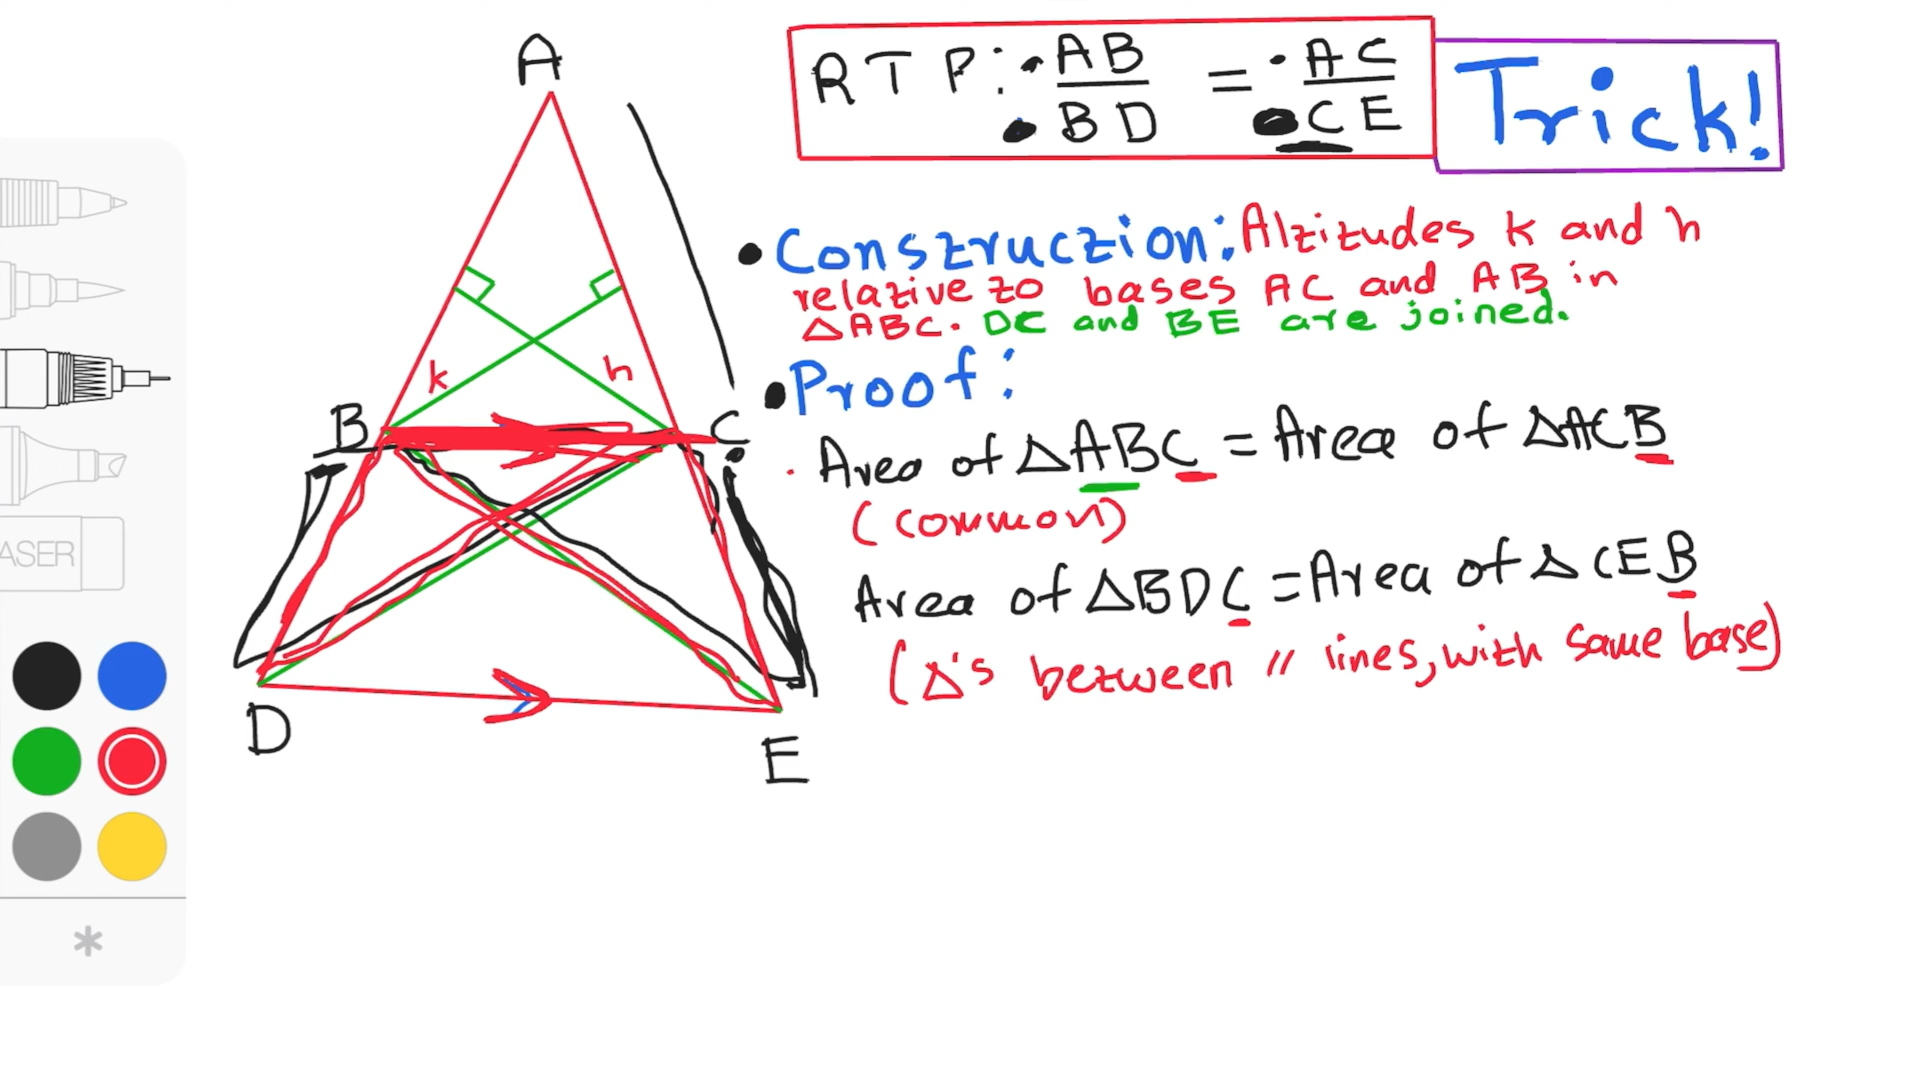 A
RTP: AB/BD = AC/CE
Trick!
• Construction: Altitudes k and h
relative to bases AC and AB in
△ABC. DC and BE are joined.
k
h
B
C
• Proof:
Area of △ABC = Area of △ACB
(common)
Area of △BDC = Area of △CEB
(△'s between // lines, with same base)
D
E
ASER